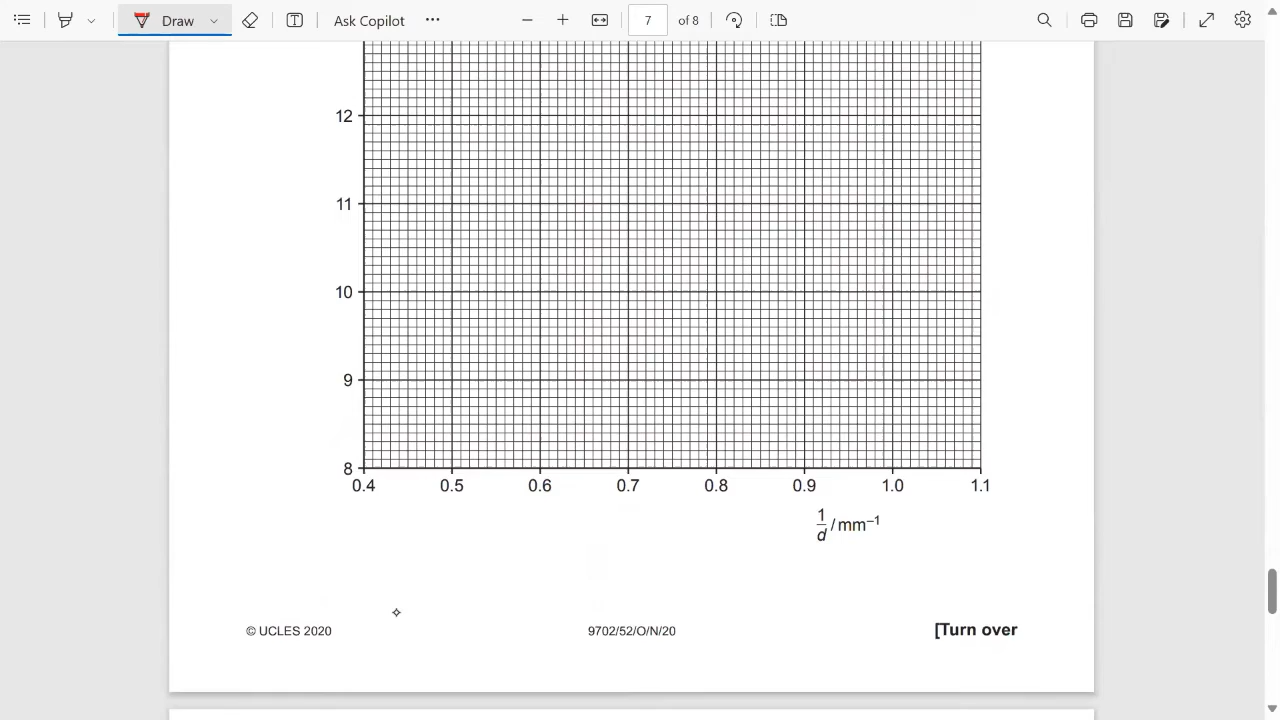 Draw
Ask Copilot
7 of 8
12
11
10
9
8
0.4 0.5 0.6 0.7 0.8 0.9 1.0 1.1
1/d / mm⁻¹
© UCLES 2020 9702/52/O/N/20 [Turn over